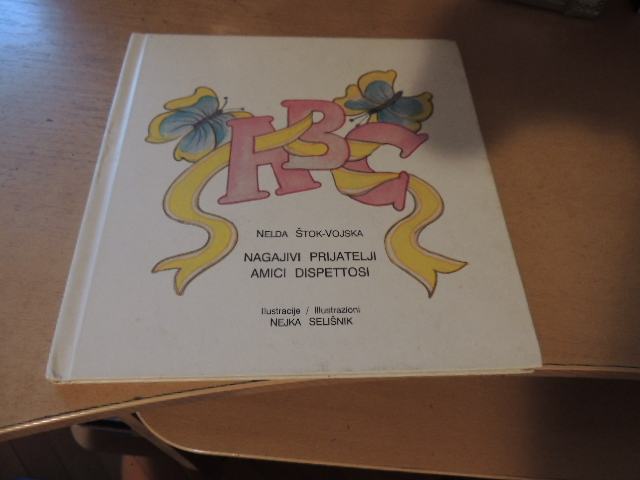 ABC
NELDA ŠTOK-VOJSKA
NAGAJIVI PRIJATELJI
AMICI DISPETTOSI
Ilustracije / Illustrazioni
NEJKA SELIŠNIK